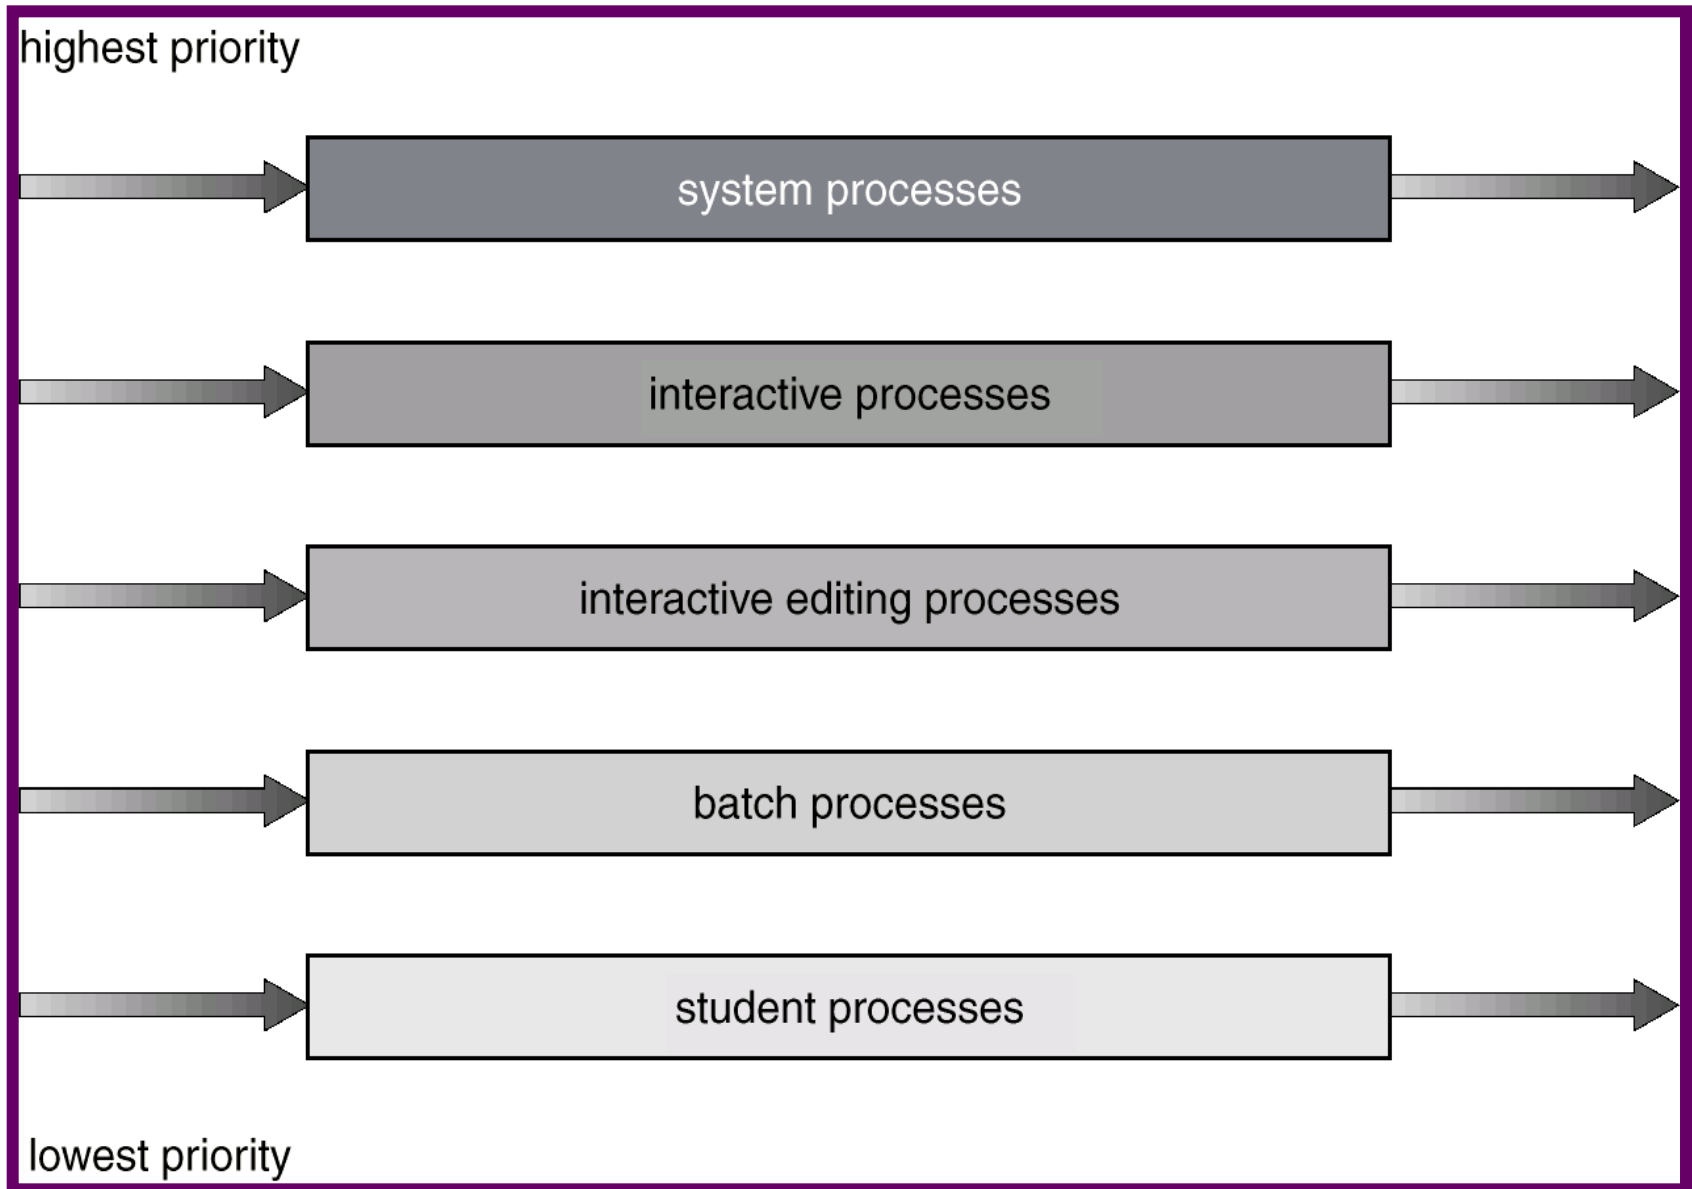 highest priority
system processes
interactive processes
interactive editing processes
batch processes
student processes
lowest priority